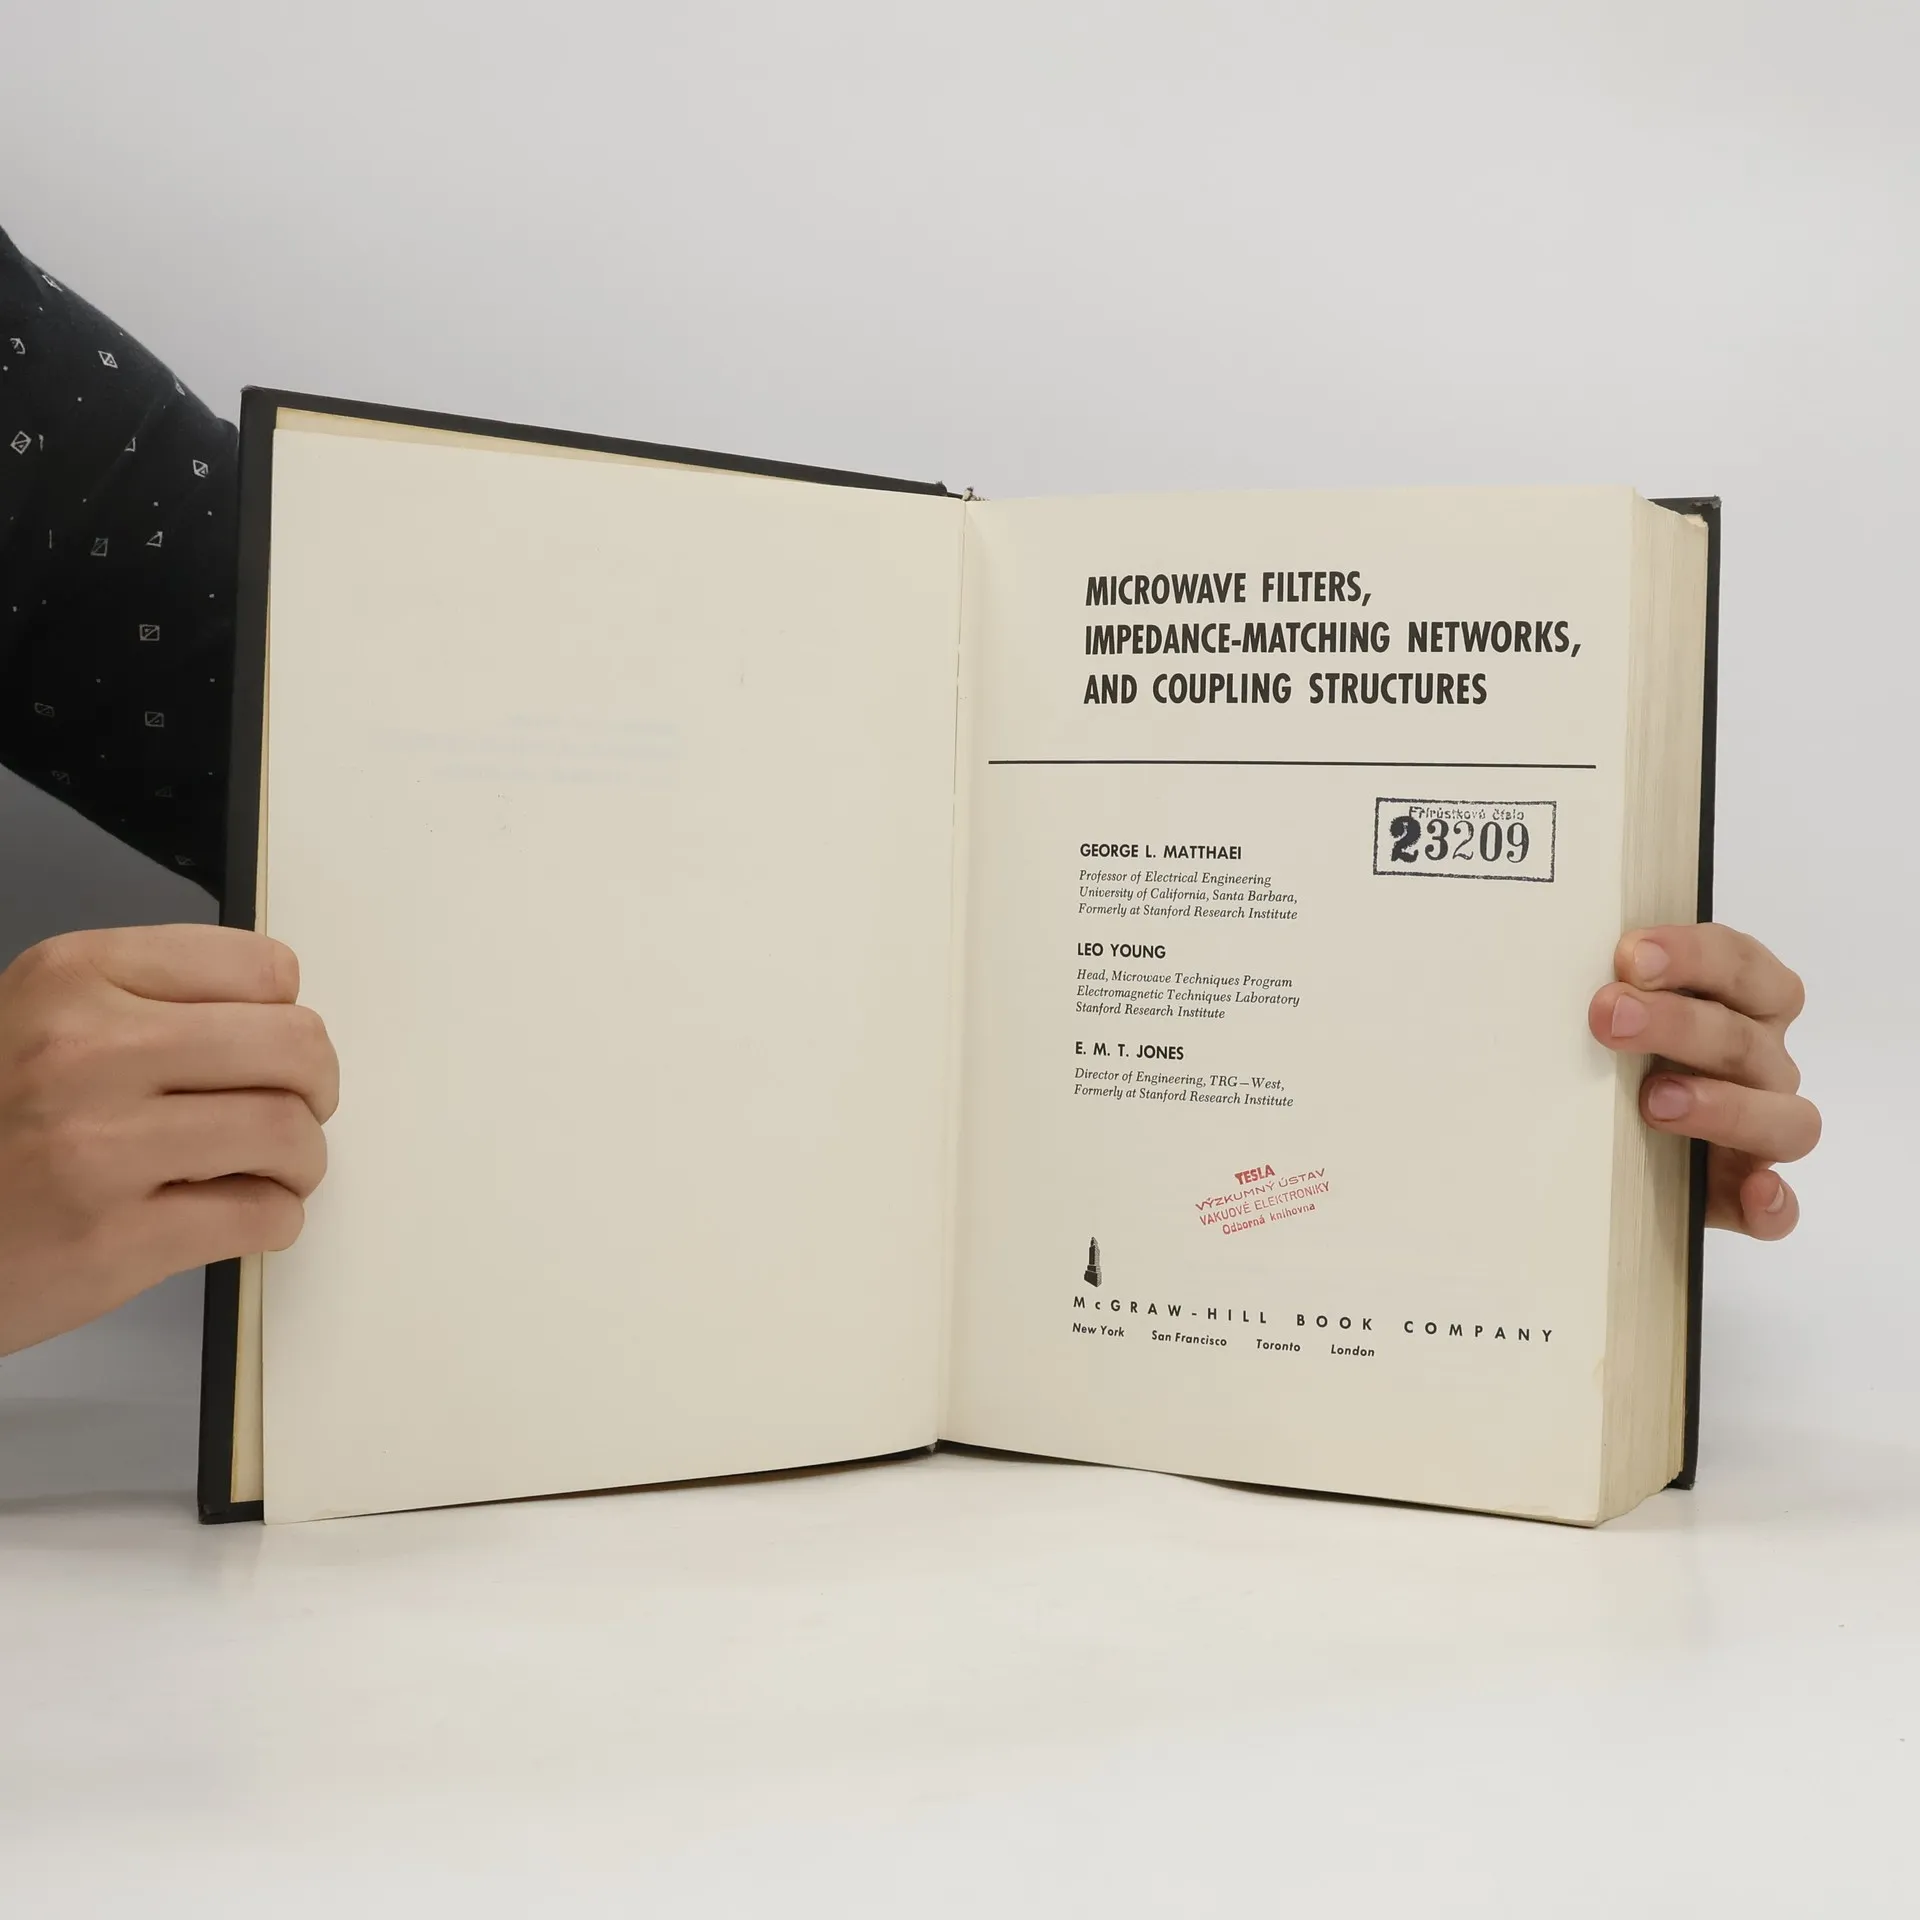 MICROWAVE FILTERS,
IMPEDANCE-MATCHING NETWORKS,
AND COUPLING STRUCTURES
Přírůstkové číslo
23209
GEORGE L. MATTHAEI
Professor of Electrical Engineering
University of California, Santa Barbara,
Formerly at Stanford Research Institute
LEO YOUNG
Head, Microwave Techniques Program
Electromagnetic Techniques Laboratory
Stanford Research Institute
E. M. T. JONES
Director of Engineering, TRG—West,
Formerly at Stanford Research Institute
TESLA
VÝZKUMNÝ ÚSTAV
VAKUOVÉ ELEKTRONIKY
Odborná knihovna
McGRAW-HILL BOOK COMPANY
New York San Francisco Toronto London